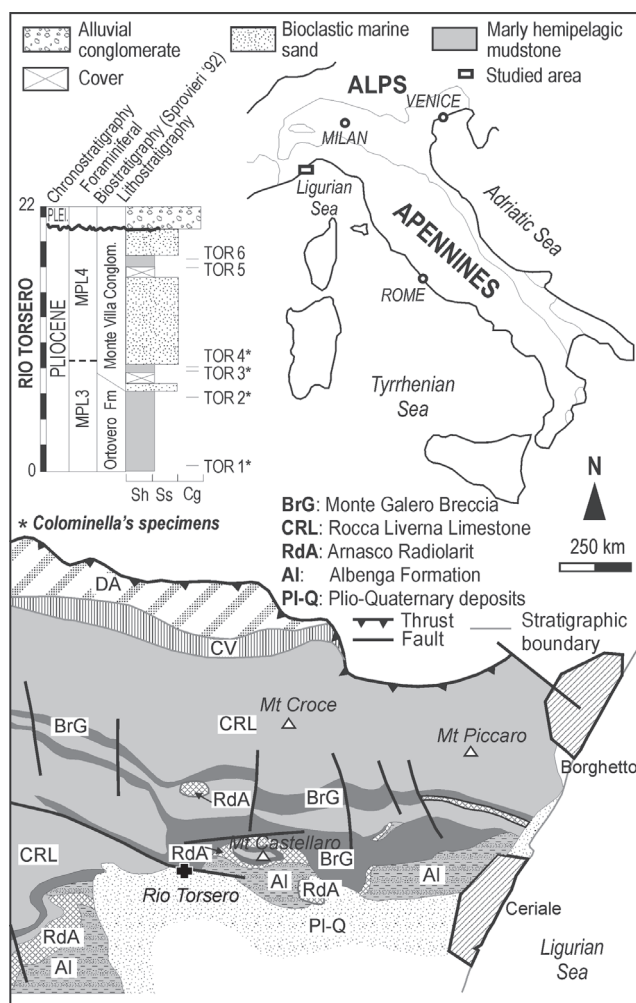 Alluvial conglomerate
Bioclastic marine sand
Marly hemipelagic mudstone
Cover
Studied area
Chronostratigraphy
Foraminiferal
Biostratigraphy (Sprovieri '92)
Lithostratigraphy
22
PLEI.
RIO TORSERO
PLIOCENE
MPL4
MPL3
Monte Villa Conglom.
Ortovero Fm
TOR 6
TOR 5
TOR 4*
TOR 3*
TOR 2*
TOR 1*
0
Sh
Ss
Cg
* Colominella's specimens
ALPS
VENICE
MILAN
Ligurian
Sea
Adriatic Sea
APENNINES
ROME
Tyrrhenian
Sea
N
250 km
BrG: Monte Galero Breccia
CRL: Rocca Liverna Limestone
RdA: Arnasco Radiolarit
Al: Albenga Formation
Pl-Q: Plio-Quaternary deposits
Thrust
Fault
Stratigraphic
boundary
DA
CV
Mt Croce
BrG
CRL
Mt Piccaro
Borghetto
RdA
BrG
Mt Castellaro
CRL
RdA
BrG
Al
Al
RdA
Rio Torsero
Ceriale
Pl-Q
RdA
Al
Ligurian
Sea